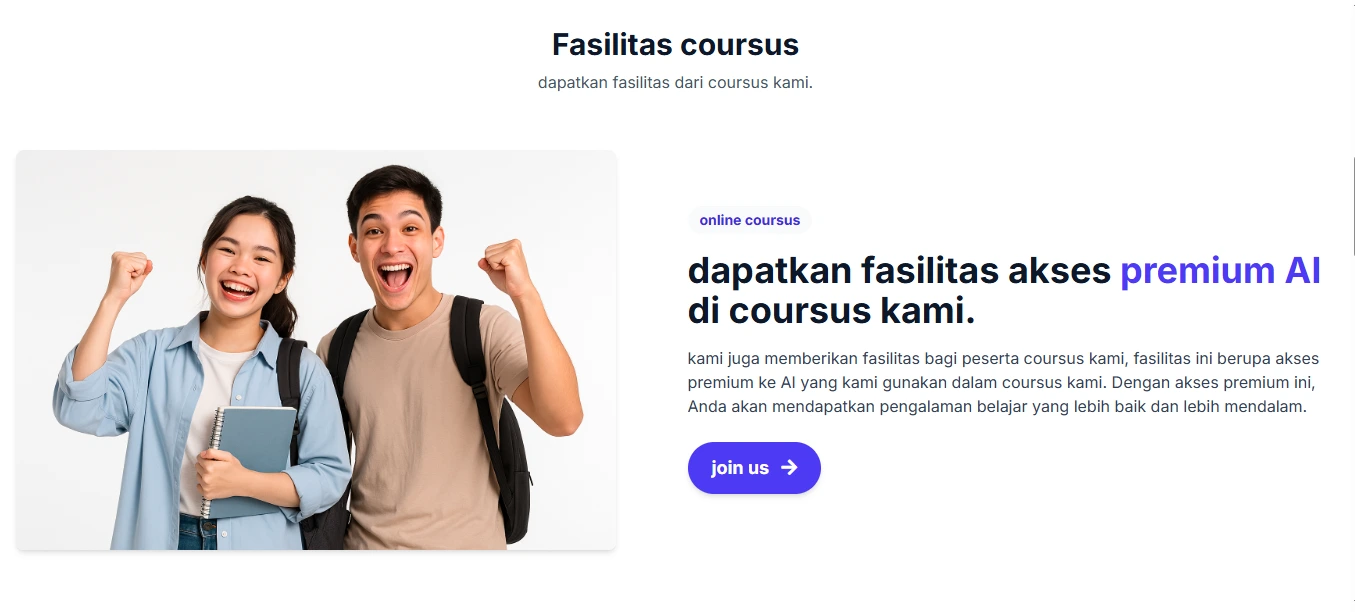 Fasilitas coursus
dapatkan fasilitas dari coursus kami.
online coursus
dapatkan fasilitas akses premium AI
di coursus kami.
kami juga memberikan fasilitas bagi peserta coursus kami, fasilitas ini berupa akses
premium ke AI yang kami gunakan dalam coursus kami. Dengan akses premium ini,
Anda akan mendapatkan pengalaman belajar yang lebih baik dan lebih mendalam.
join us